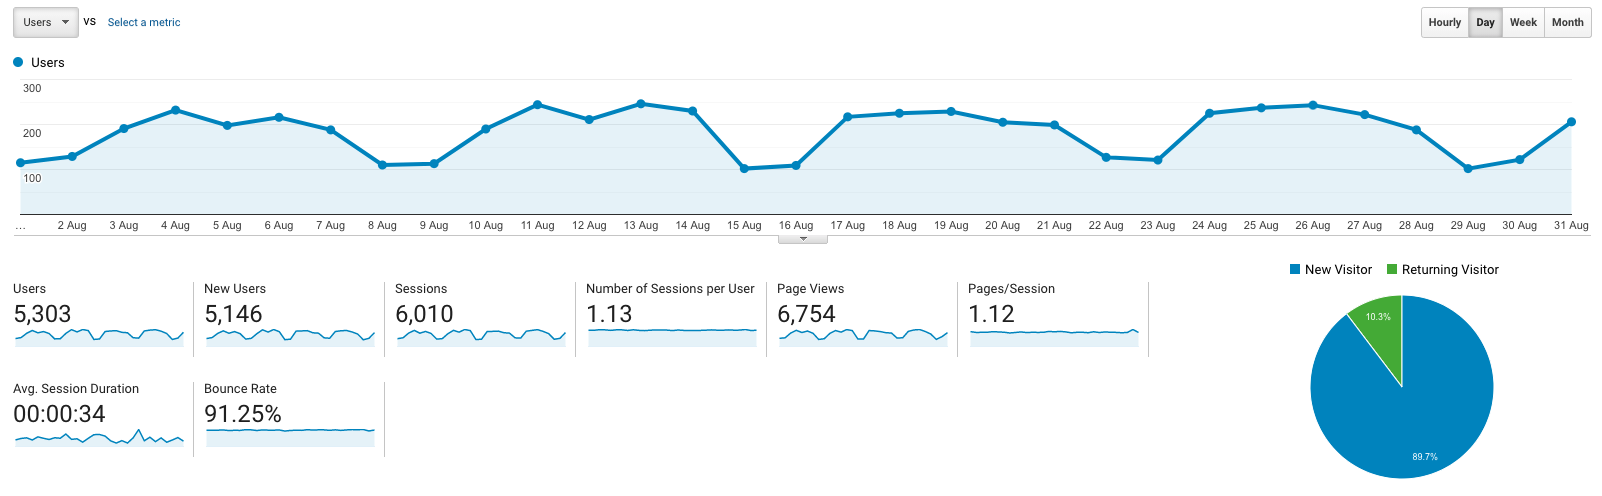 Users VS Select a metric
Hourly Day Week Month
Users
300
200
100
... 2 Aug 3 Aug 4 Aug 5 Aug 6 Aug 7 Aug 8 Aug 9 Aug 10 Aug 11 Aug 12 Aug 13 Aug 14 Aug 15 Aug 16 Aug 17 Aug 18 Aug 19 Aug 20 Aug 21 Aug 22 Aug 23 Aug 24 Aug 25 Aug 26 Aug 27 Aug 28 Aug 29 Aug 30 Aug 31 Aug
New Visitor Returning Visitor
Users
5,303
New Users
5,146
Sessions
6,010
Number of Sessions per User
1.13
Page Views
6,754
Pages/Session
1.12
Avg. Session Duration
00:00:34
Bounce Rate
91.25%
10.3%
89.7%